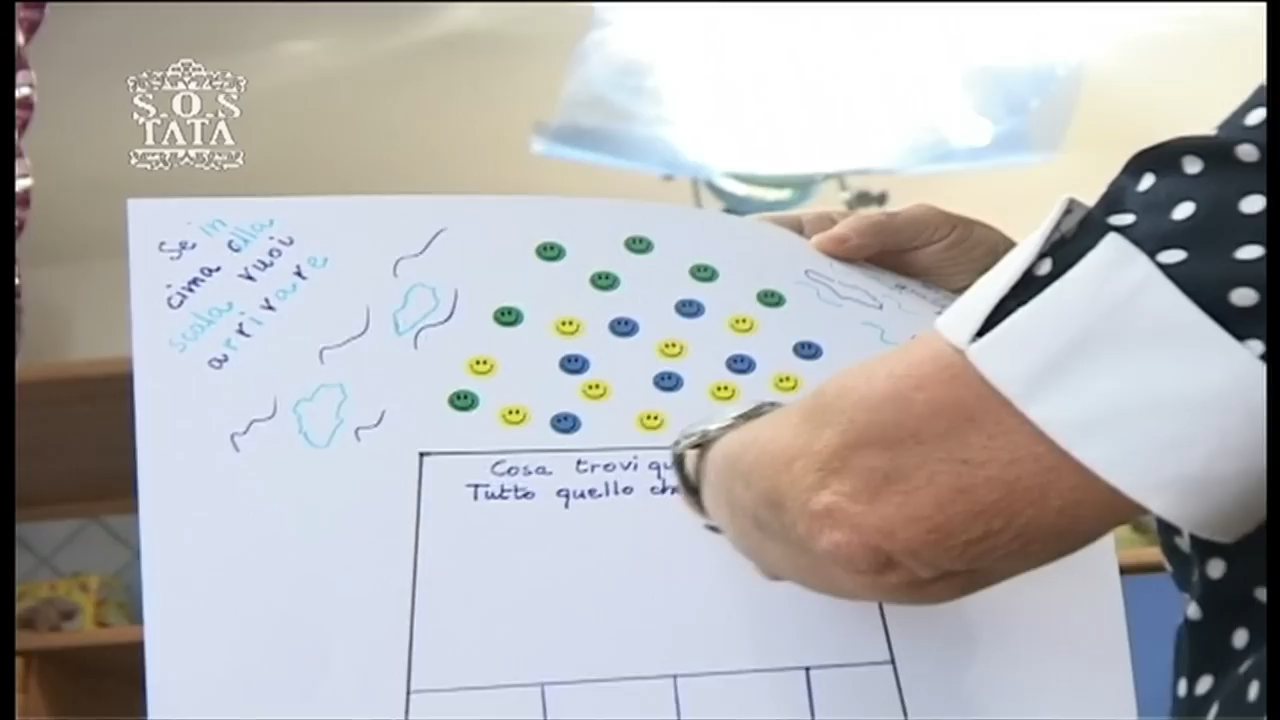 S.O.S
TATA
Se in
cima alla
scala vuoi
arrivare
Cosa trovi
Tutto quello